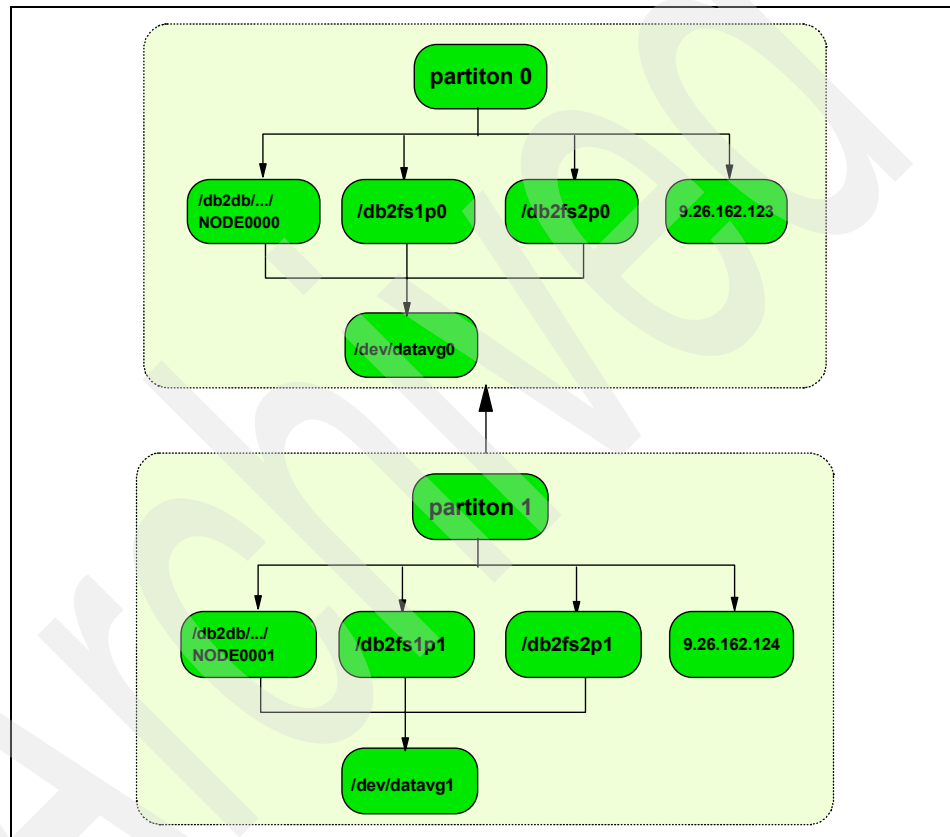 partiton 0
/db2db/.../
NODE0000
/db2fs1p0
/db2fs2p0
9.26.162.123
/dev/datavg0
partiton 1
/db2db/.../
NODE0001
/db2fs1p1
/db2fs2p1
9.26.162.124
/dev/datavg1
Archived